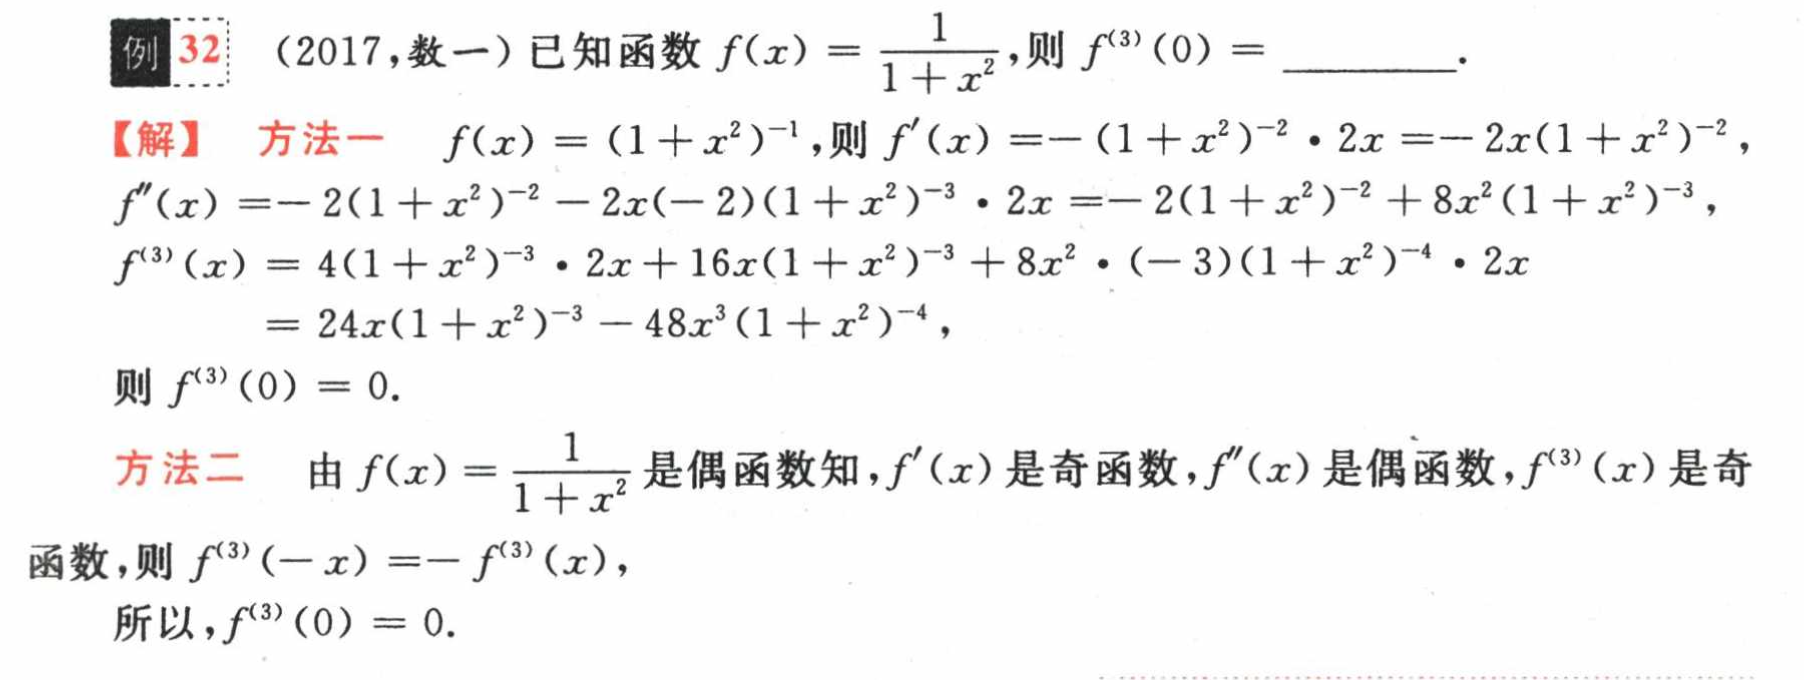 例 32 (2017,数一)已知函数 f(x) = \frac{1}{1+x^2},则 f^{(3)}(0) = ________.
【解】 方法一 f(x) = (1+x^2)^{-1},则 f'(x) =-(1+x^2)^{-2}·2x =-2x(1+x^2)^{-2},
f''(x) =-2(1+x^2)^{-2}-2x(-2)(1+x^2)^{-3}·2x =-2(1+x^2)^{-2}+8x^2(1+x^2)^{-3},
f^{(3)}(x) = 4(1+x^2)^{-3}·2x+16x(1+x^2)^{-3}+8x^2·(-3)(1+x^2)^{-4}·2x
= 24x(1+x^2)^{-3}-48x^3(1+x^2)^{-4},
则 f^{(3)}(0) = 0.
方法二 由 f(x) = \frac{1}{1+x^2} 是偶函数知,f'(x)是奇函数,f''(x)是偶函数,f^{(3)}(x)是奇
函数,则 f^{(3)}(-x) =-f^{(3)}(x),
所以,f^{(3)}(0) = 0.